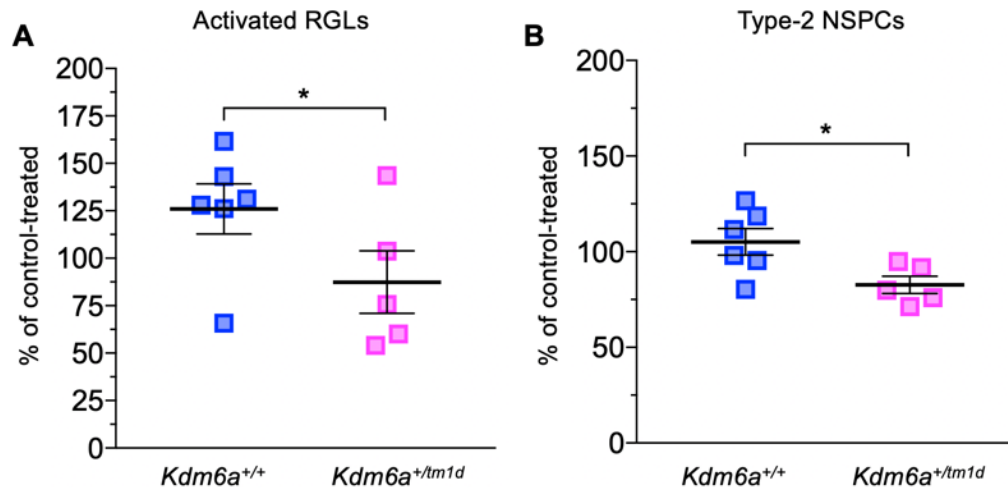 A
Activated RGLs
% of control-treated
200
175
150
125
100
75
50
25
0
*
Kdm6a+/+
Kdm6a+/tm1d
B
Type-2 NSPCs
% of control-treated
200
150
100
50
0
*
Kdm6a+/+
Kdm6a+/tm1d